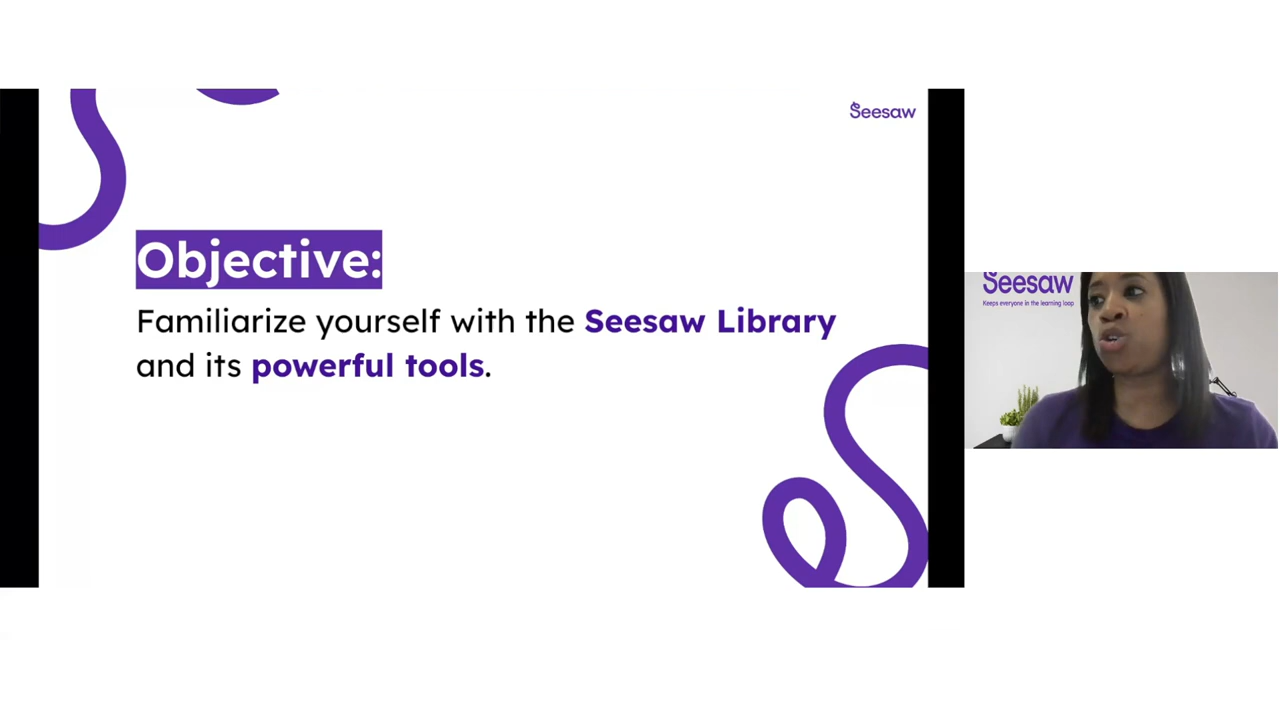 Seesaw
Objective:
Familiarize yourself with the Seesaw Library
and its powerful tools.
Seesaw
Keeps everyone in the learning loop